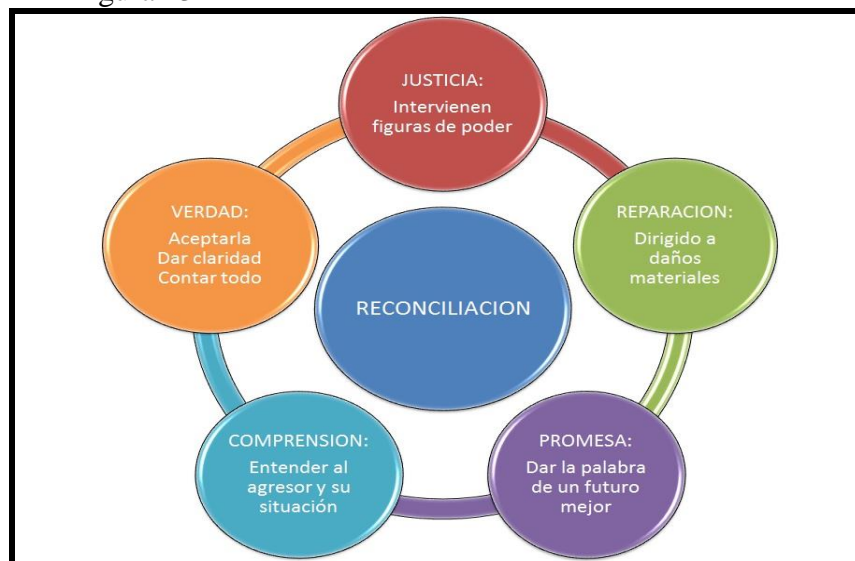 JUSTICIA:
Intervienen
figuras de poder
VERDAD:
Aceptarla
Dar claridad
Contar todo
REPARACION:
Dirigido a
daños
materiales
RECONCILIACION
COMPRENSION:
Entender al
agresor y su
situación
PROMESA:
Dar la palabra
de un futuro
mejor